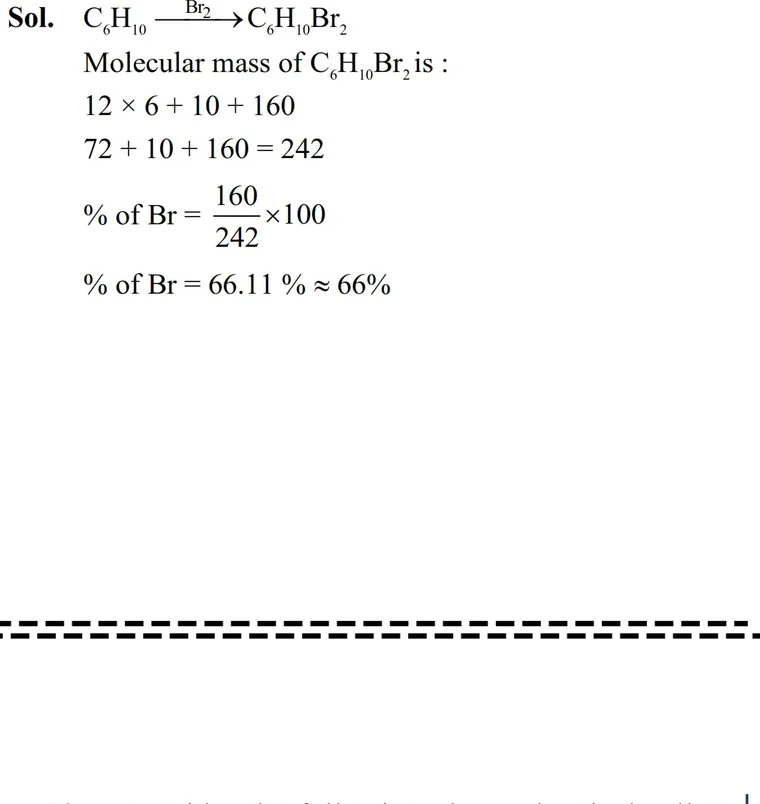 Sol. C₆H₁₀ —Br₂→ C₆H₁₀Br₂
Molecular mass of C₆H₁₀Br₂ is :
12 × 6 + 10 + 160
72 + 10 + 160 = 242
% of Br = 160/242 ×100
% of Br = 66.11 % ≈ 66%